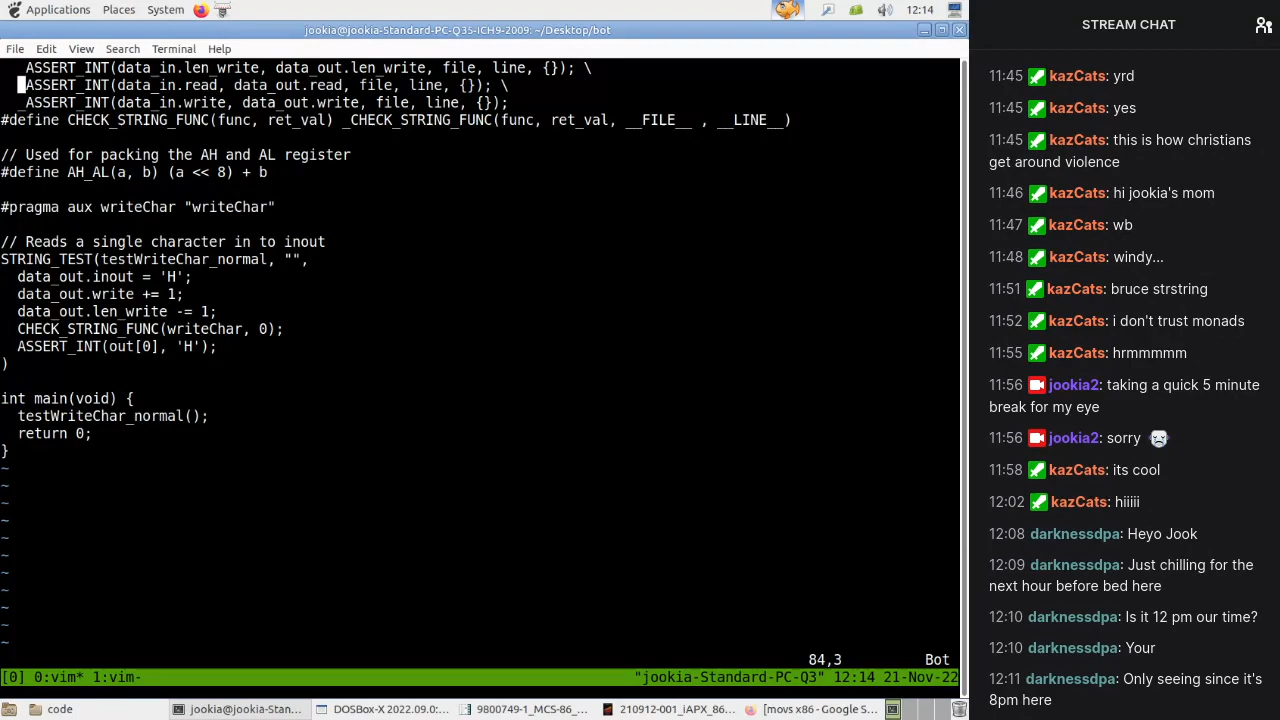 Applications Places System 12:14
jookia@jookia-Standard-PC-Q35-ICH9-2009: ~/Desktop/bot
File Edit View Search Terminal Help
_ASSERT_INT(data_in.len_write, data_out.len_write, file, line, {}); \
_ASSERT_INT(data_in.read, data_out.read, file, line, {}); \
_ASSERT_INT(data_in.write, data_out.write, file, line, {});
#define CHECK_STRING_FUNC(func, ret_val) _CHECK_STRING_FUNC(func, ret_val, __FILE__ , __LINE__)
// Used for packing the AH and AL register
#define AH_AL(a, b) (a << 8) + b
#pragma aux writeChar "writeChar"
// Reads a single character in to inout
STRING_TEST(testWriteChar_normal, "",
data_out.inout = 'H';
data_out.write += 1;
data_out.len_write -= 1;
CHECK_STRING_FUNC(writeChar, 0);
ASSERT_INT(out[0], 'H');
)
int main(void) {
testWriteChar_normal();
return 0;
}
~
~
~
~
~
~
~
~
~
~
~
84,3 Bot
[0] 0:vim* 1:vim- "jookia-Standard-PC-Q3" 12:14 21-Nov-22
code jookia@jookia-Stan... DOSBox-X 2022.09.0:... 9800749-1_MCS-86_... 210912-001_iAPX_86... [movs x86 - Google S...
STREAM CHAT
11:45 kazCats: yrd
11:45 kazCats: yes
11:45 kazCats: this is how christians
get around violence
11:46 kazCats: hi jookia's mom
11:47 kazCats: wb
11:48 kazCats: windy...
11:51 kazCats: bruce strstring
11:52 kazCats: i don't trust monads
11:55 kazCats: hrmmmmm
11:56 jookia2: taking a quick 5 minute
break for my eye
11:56 jookia2: sorry
11:58 kazCats: its cool
12:02 kazCats: hiiiii
12:08 darknessdpa: Heyo Jook
12:09 darknessdpa: Just chilling for the
next hour before bed here
12:10 darknessdpa: Is it 12 pm our time?
12:10 darknessdpa: Your
12:11 darknessdpa: Only seeing since it's
8pm here